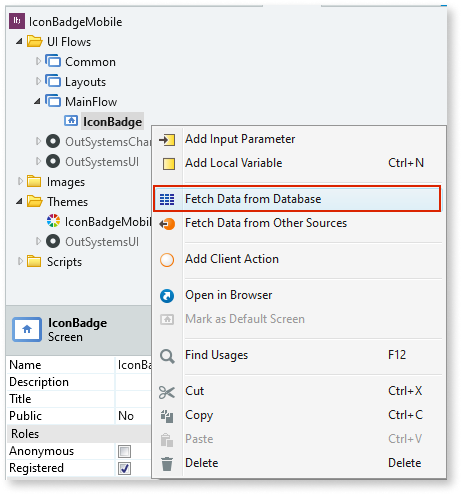 IconBadgeMobile
UI Flows
Common
Layouts
MainFlow
IconBadge
OutSystemsChar
OutSystemsUI
Images
Themes
IconBadgeMobil
OutSystemsUI
Scripts
Add Input Parameter
Add Local Variable Ctrl+N
Fetch Data from Database
Fetch Data from Other Sources
Add Client Action
Open in Browser
Mark as Default Screen
Find Usages F12
Cut Ctrl+X
Copy Ctrl+C
Paste Ctrl+V
Delete Delete
IconBadge
Screen
Name IconBa
Description
Title
Public No
Roles
Anonymous
Registered